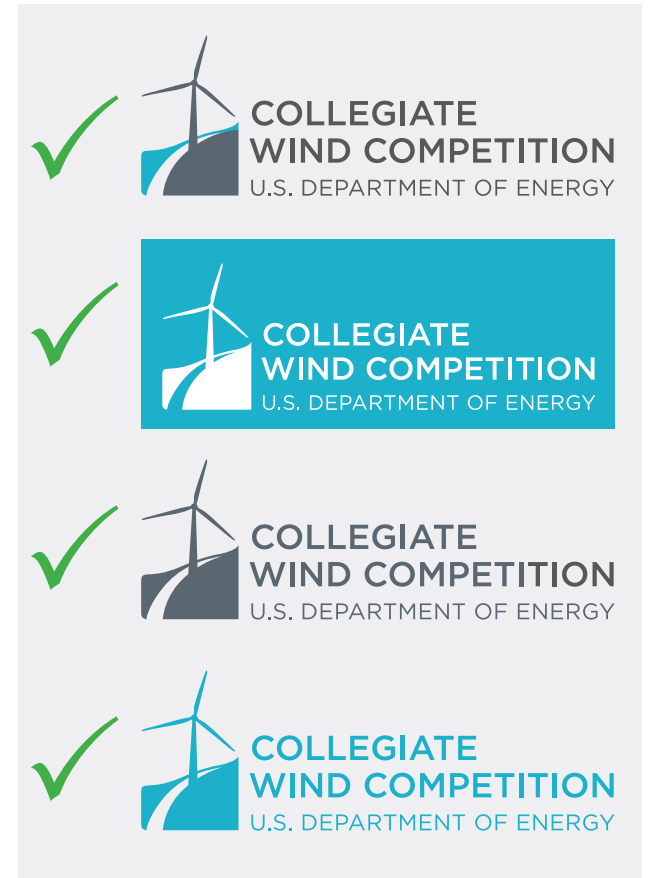 COLLEGIATE
WIND COMPETITION
U.S. DEPARTMENT OF ENERGY
COLLEGIATE
WIND COMPETITION
U.S. DEPARTMENT OF ENERGY
COLLEGIATE
WIND COMPETITION
U.S. DEPARTMENT OF ENERGY
COLLEGIATE
WIND COMPETITION
U.S. DEPARTMENT OF ENERGY